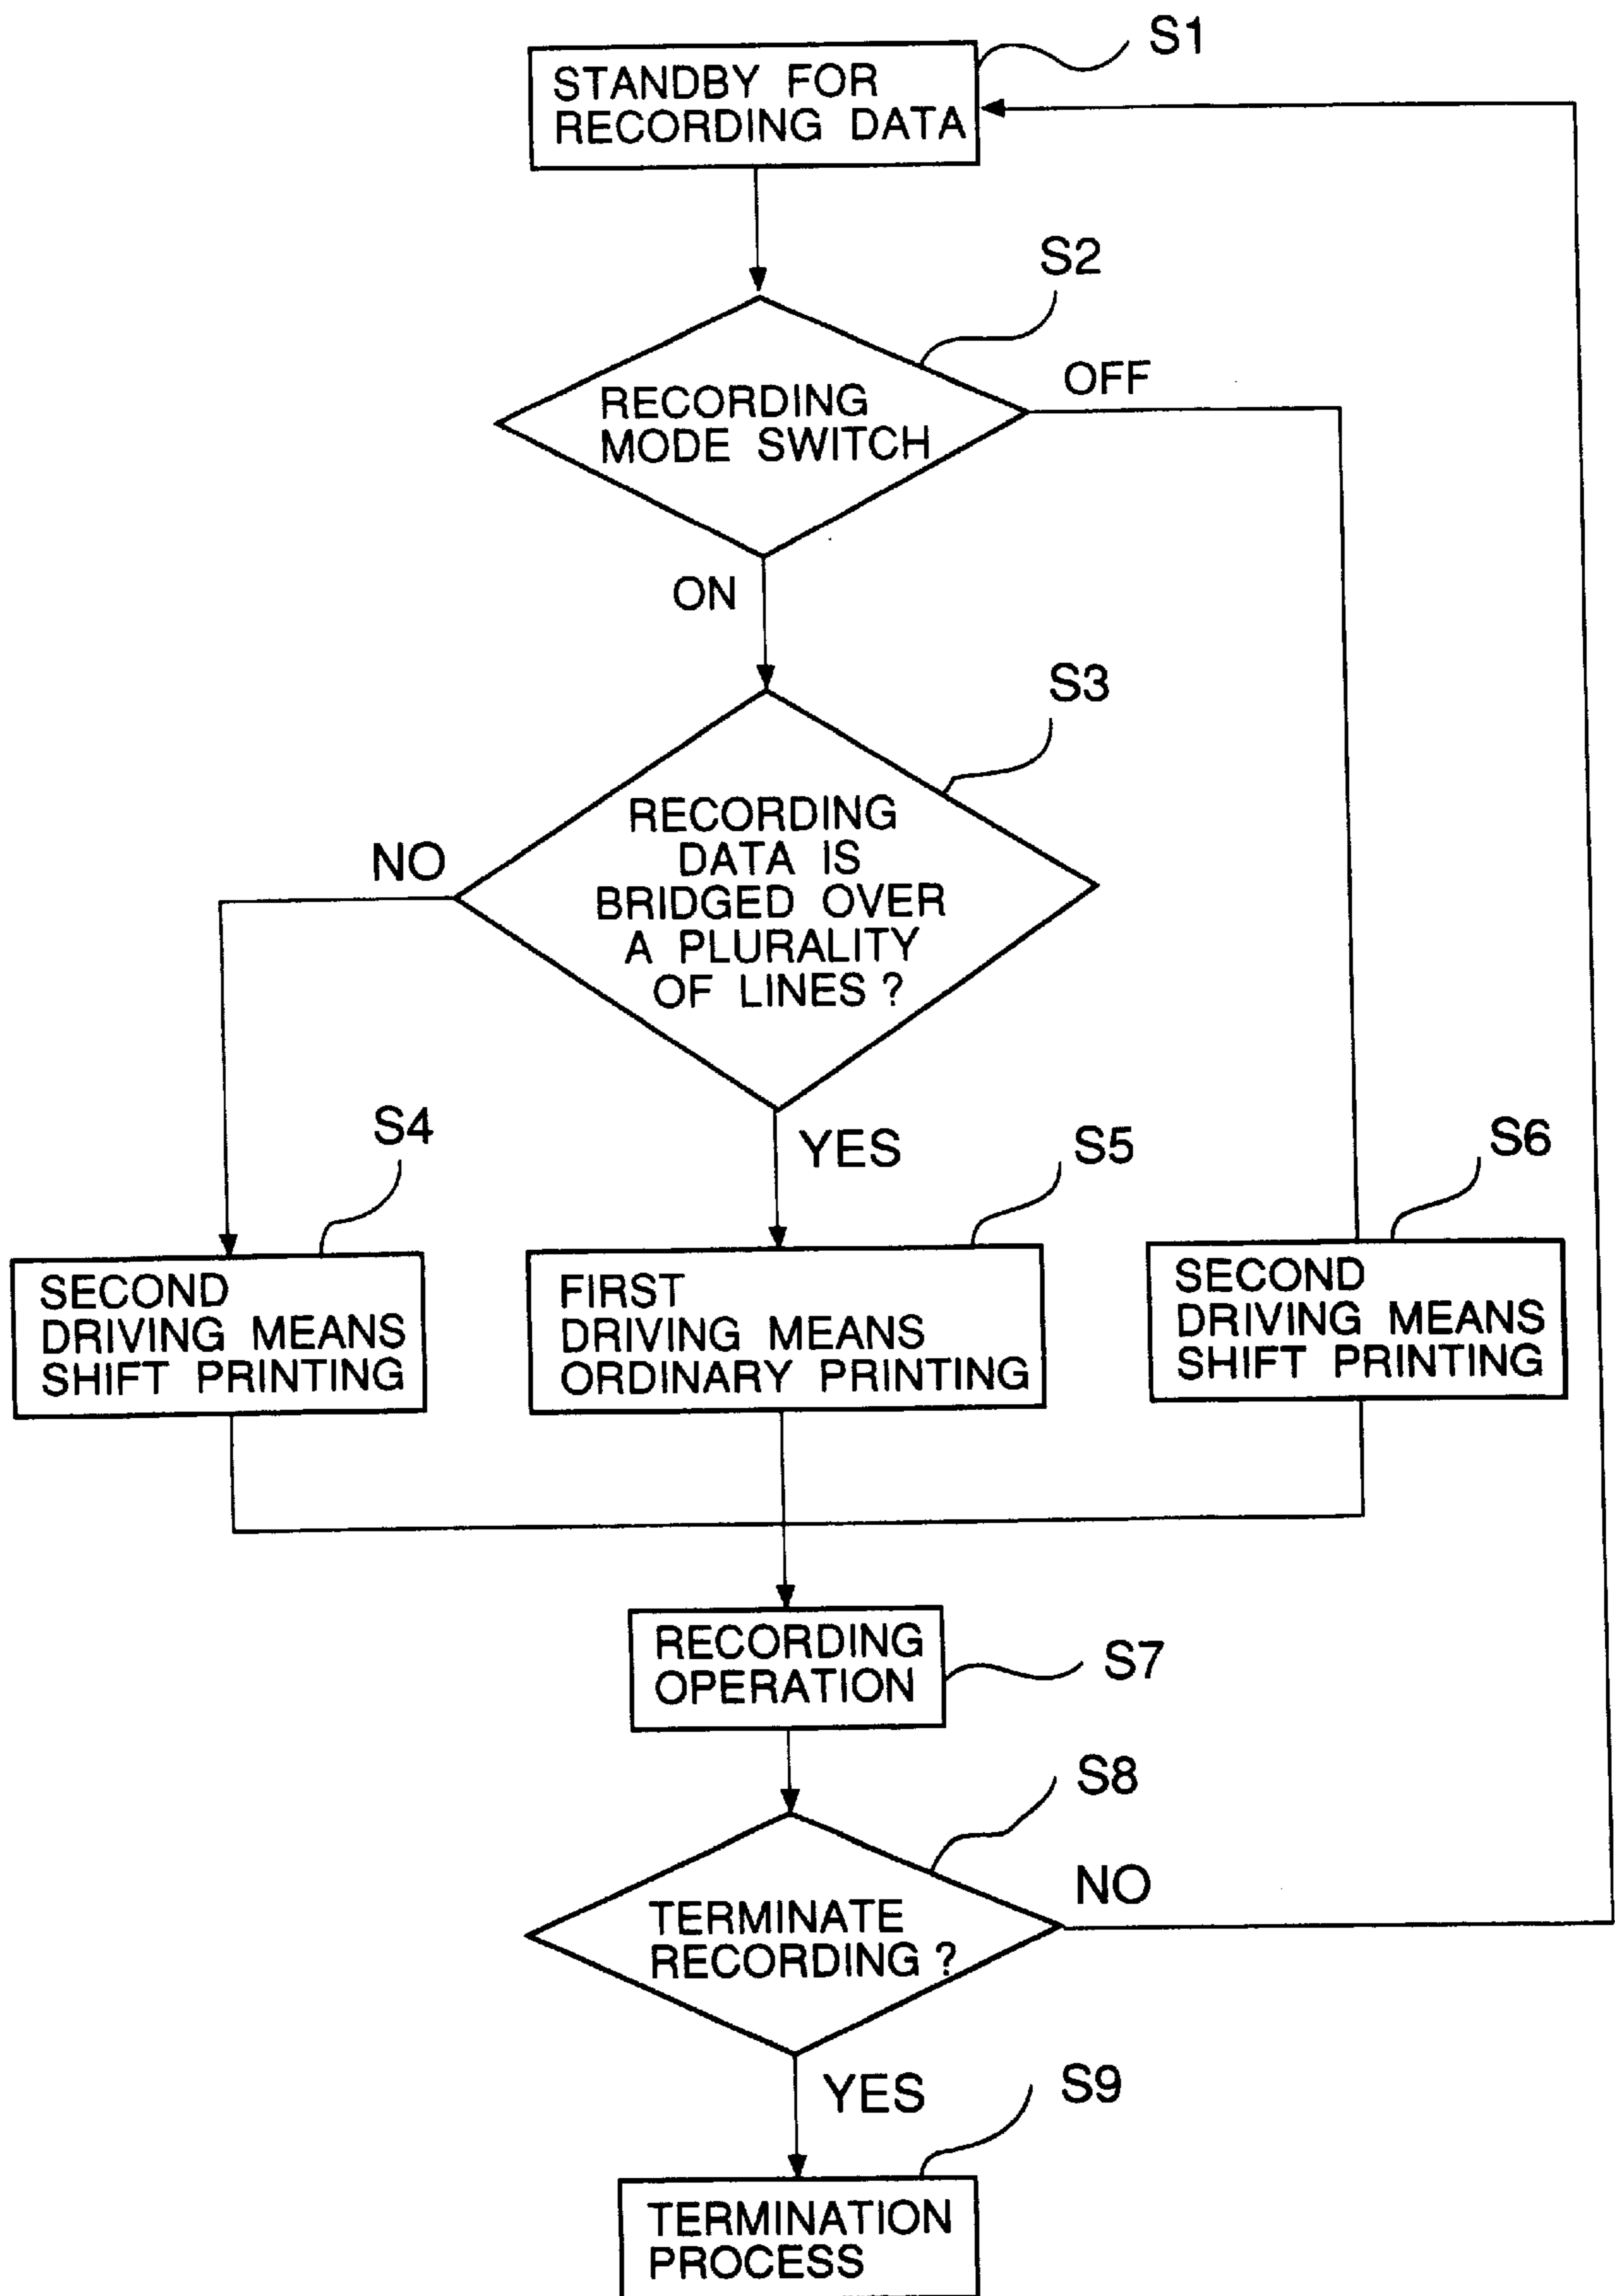 S1
STANDBY FOR
RECORDING DATA
S2
RECORDING
MODE SWITCH
OFF
ON
S3
RECORDING
DATA IS
BRIDGED OVER
A PLURALITY
OF LINES ?
NO
YES
S4
SECOND
DRIVING MEANS
SHIFT PRINTING
S5
FIRST
DRIVING MEANS
ORDINARY PRINTING
S6
SECOND
DRIVING MEANS
SHIFT PRINTING
RECORDING
OPERATION
S7
S8
TERMINATE
RECORDING ?
NO
YES
S9
TERMINATION
PROCESS